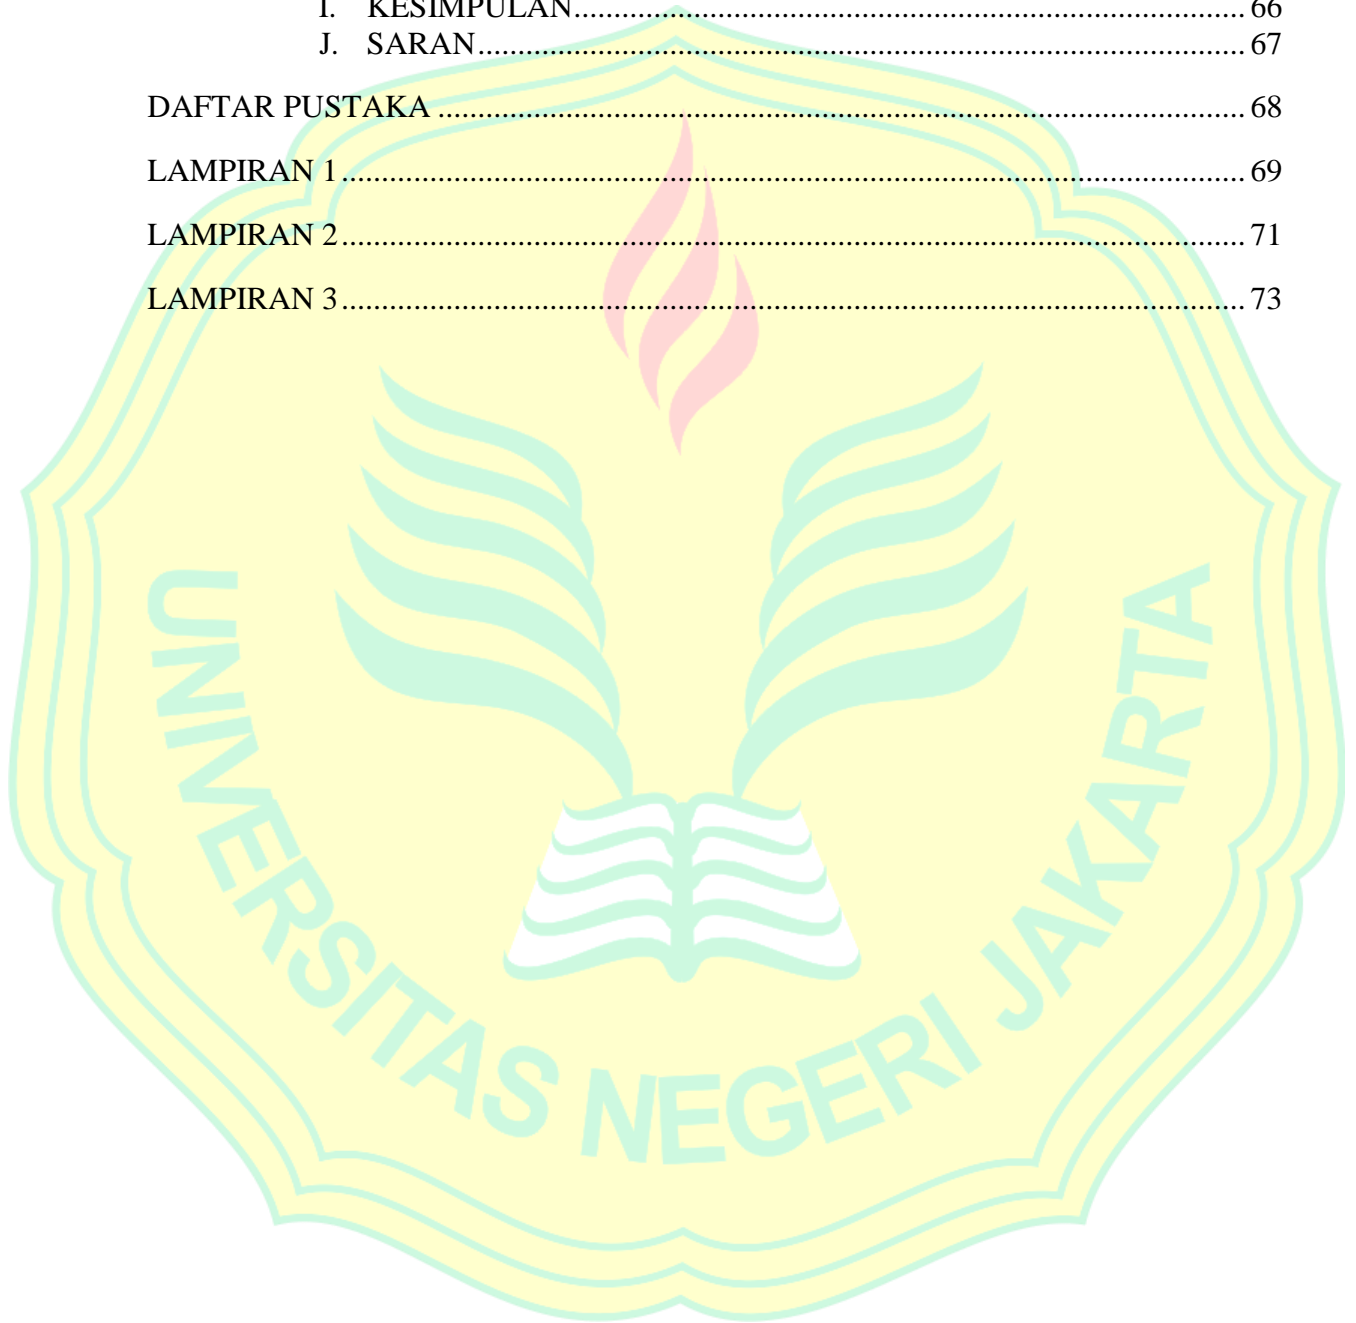 I. KESIMPULAN........................................................................................ 66
J. SARAN.................................................................................................... 67
DAFTAR PUSTAKA .......................................................................................................... 68
LAMPIRAN 1....................................................................................................................... 69
LAMPIRAN 2....................................................................................................................... 71
LAMPIRAN 3....................................................................................................................... 73
UNIVERSITAS NEGERI JAKARTA